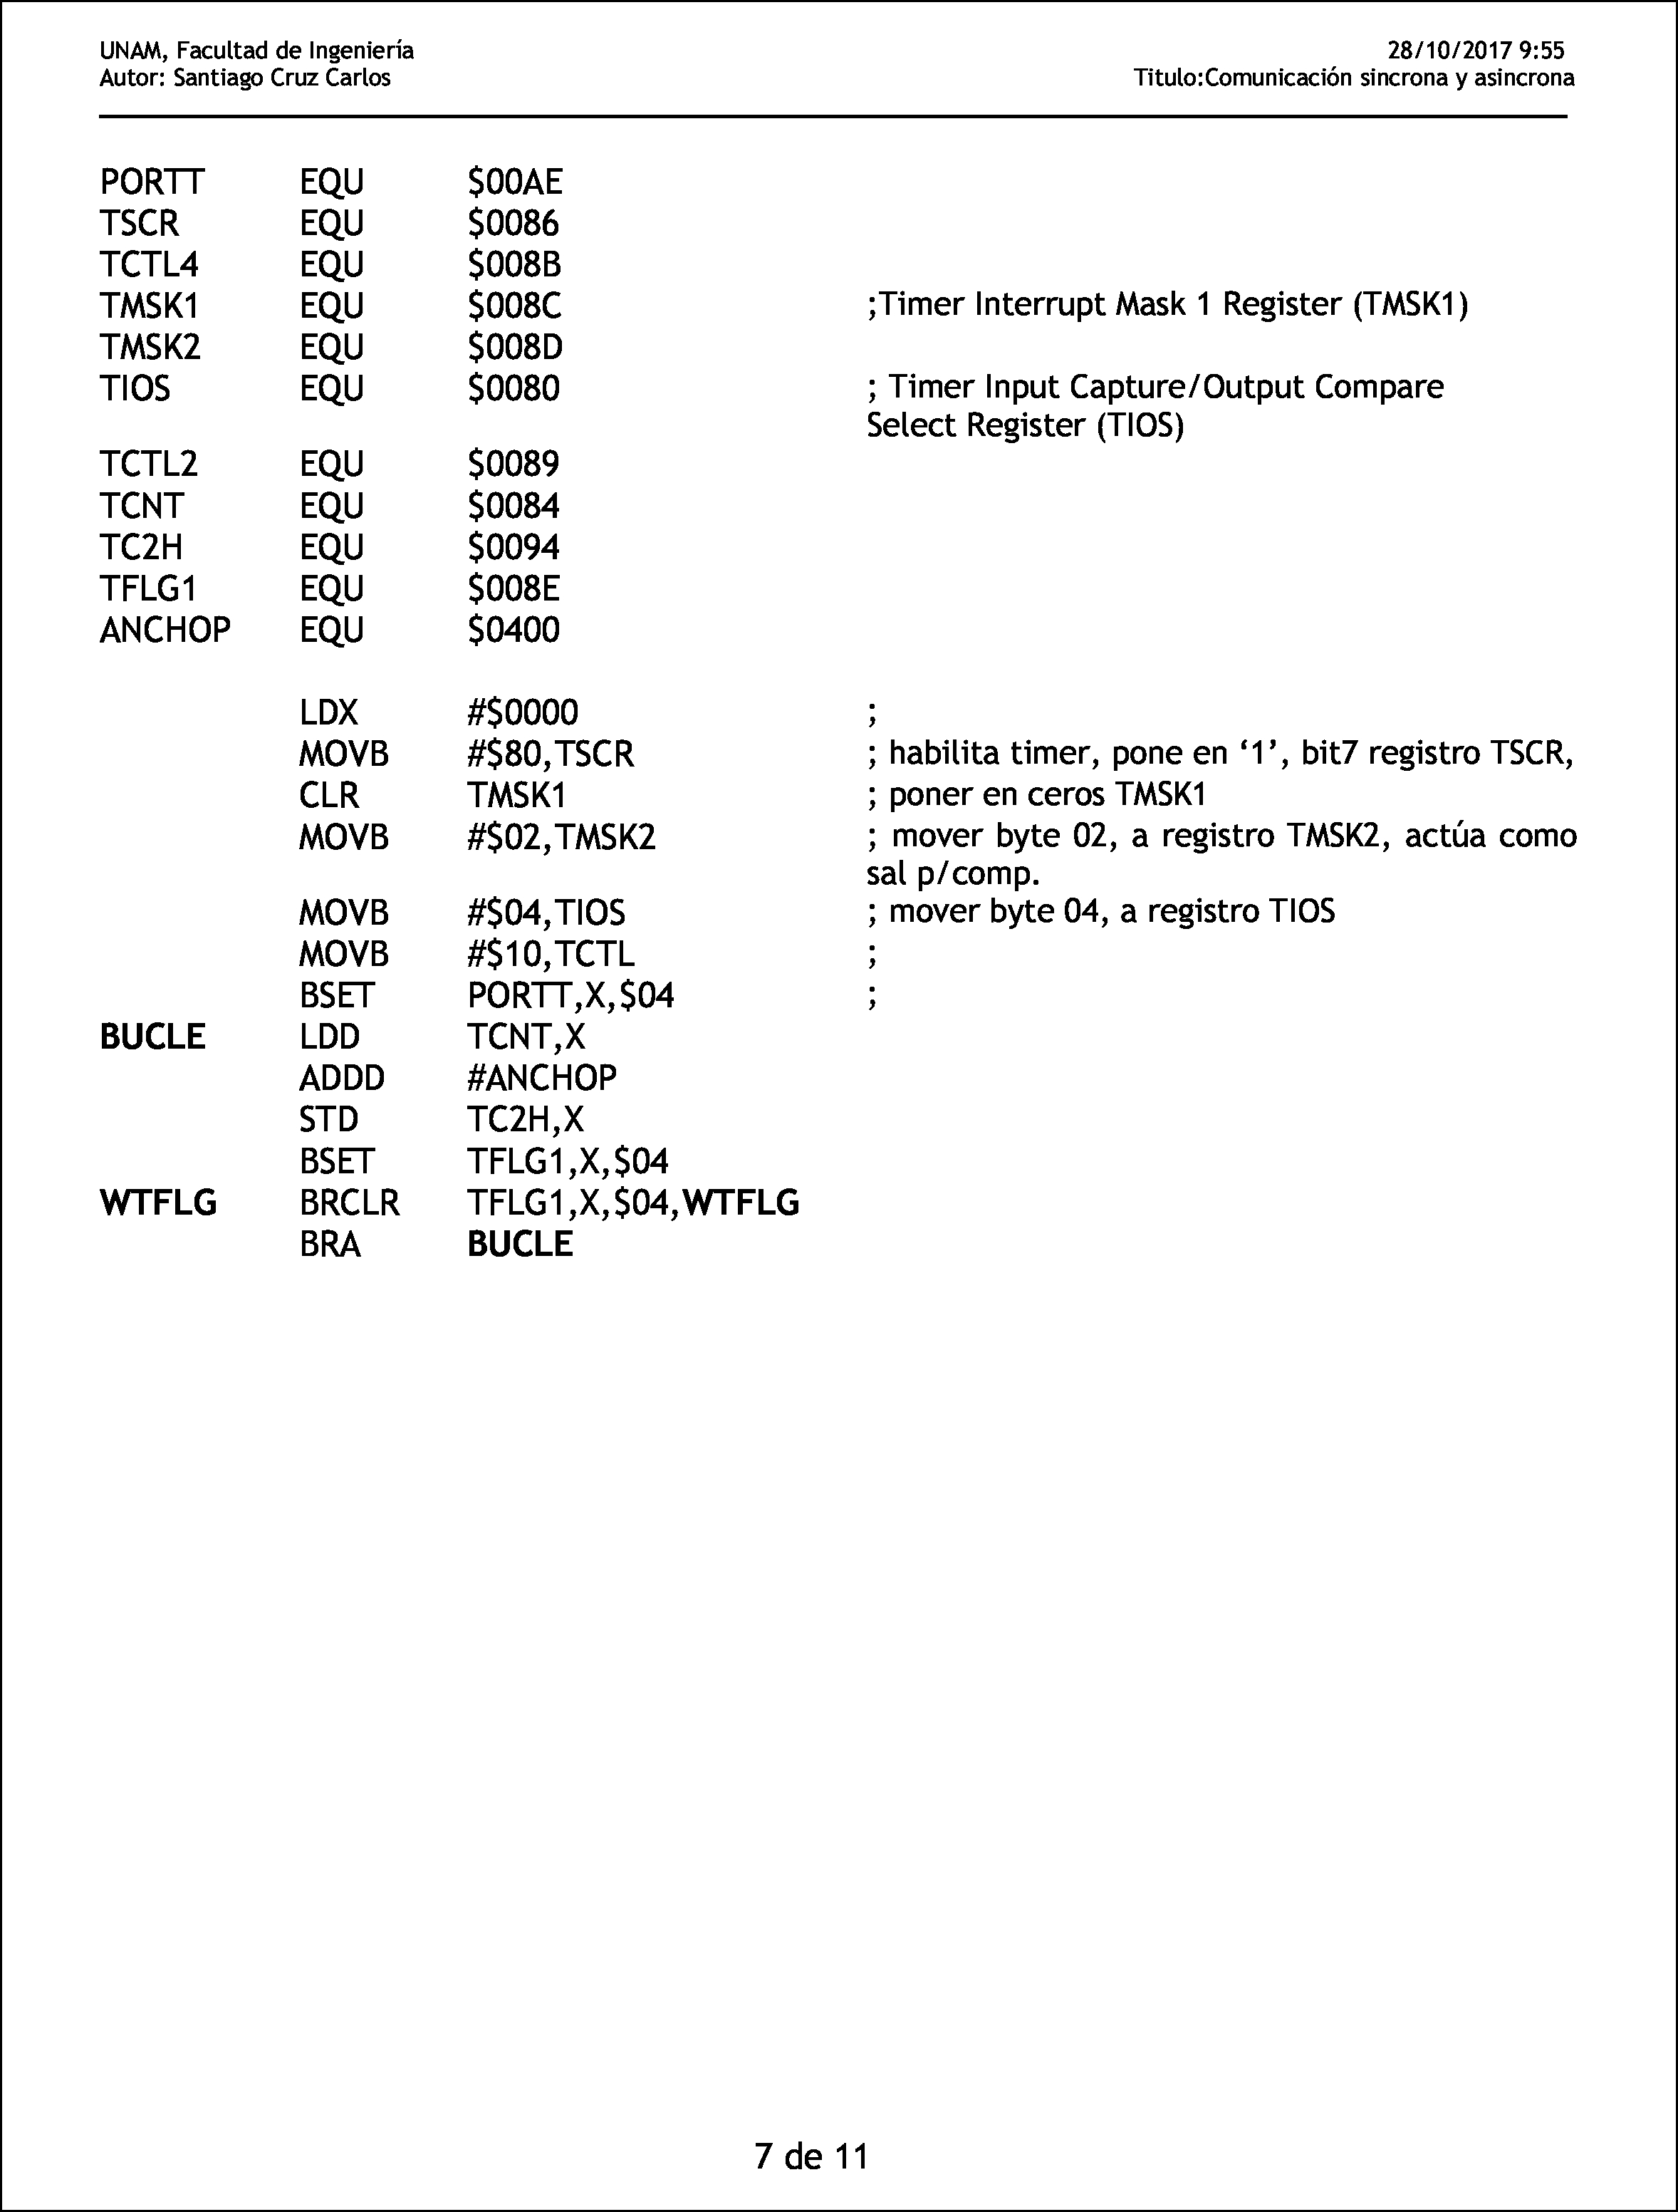 UNAM, Facultad de Ingeniería 28/10/2017 9:55
Autor: Santiago Cruz Carlos Titulo:Comunicación sincrona y asincrona
PORTT EQU $00AE
TSCR EQU $0086
TCTL4 EQU $008B
TMSK1 EQU $008C ;Timer Interrupt Mask 1 Register (TMSK1)
TMSK2 EQU $008D
TIOS EQU $0080 ; Timer Input Capture/Output Compare
Select Register (TIOS)
TCTL2 EQU $0089
TCNT EQU $0084
TC2H EQU $0094
TFLG1 EQU $008E
ANCHOP EQU $0400
LDX #$0000 ;
MOVB #$80,TSCR ; habilita timer, pone en ‘1’, bit7 registro TSCR,
CLR TMSK1 ; poner en ceros TMSK1
MOVB #$02,TMSK2 ; mover byte 02, a registro TMSK2, actúa como
sal p/comp.
MOVB #$04,TIOS ; mover byte 04, a registro TIOS
MOVB #$10,TCTL ;
BSET PORTT,X,$04 ;
BUCLE LDD TCNT,X
ADDD #ANCHOP
STD TC2H,X
BSET TFLG1,X,$04
WTFLG BRCLR TFLG1,X,$04,WTFLG
BRA BUCLE
7 de 11